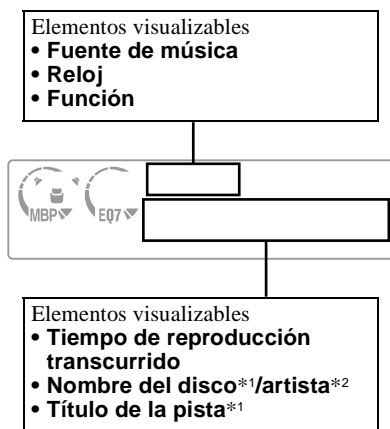 Elementos visualizables
• Fuente de música
• Reloj
• Función
MBP EQ7
Elementos visualizables
• Tiempo de reproducción
transcurrido
• Nombre del disco*1/artista*2
• Título de la pista*1